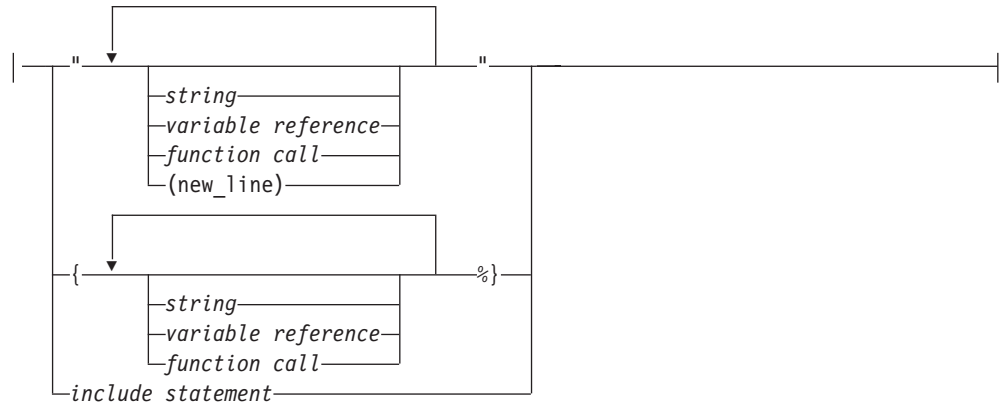 " "
string
variable reference
function call
(new_line)
{ %}
string
variable reference
function call
include statement